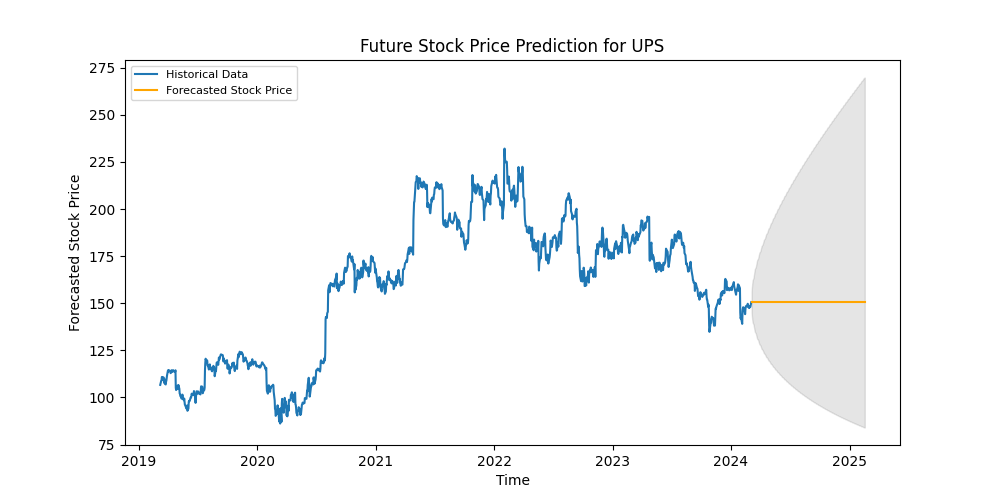 Future Stock Price Prediction for UPS
Historical Data
Forecasted Stock Price
275
250
225
200
175
150
125
100
75
Forecasted Stock Price
2019 2020 2021 2022 2023 2024 2025
Time